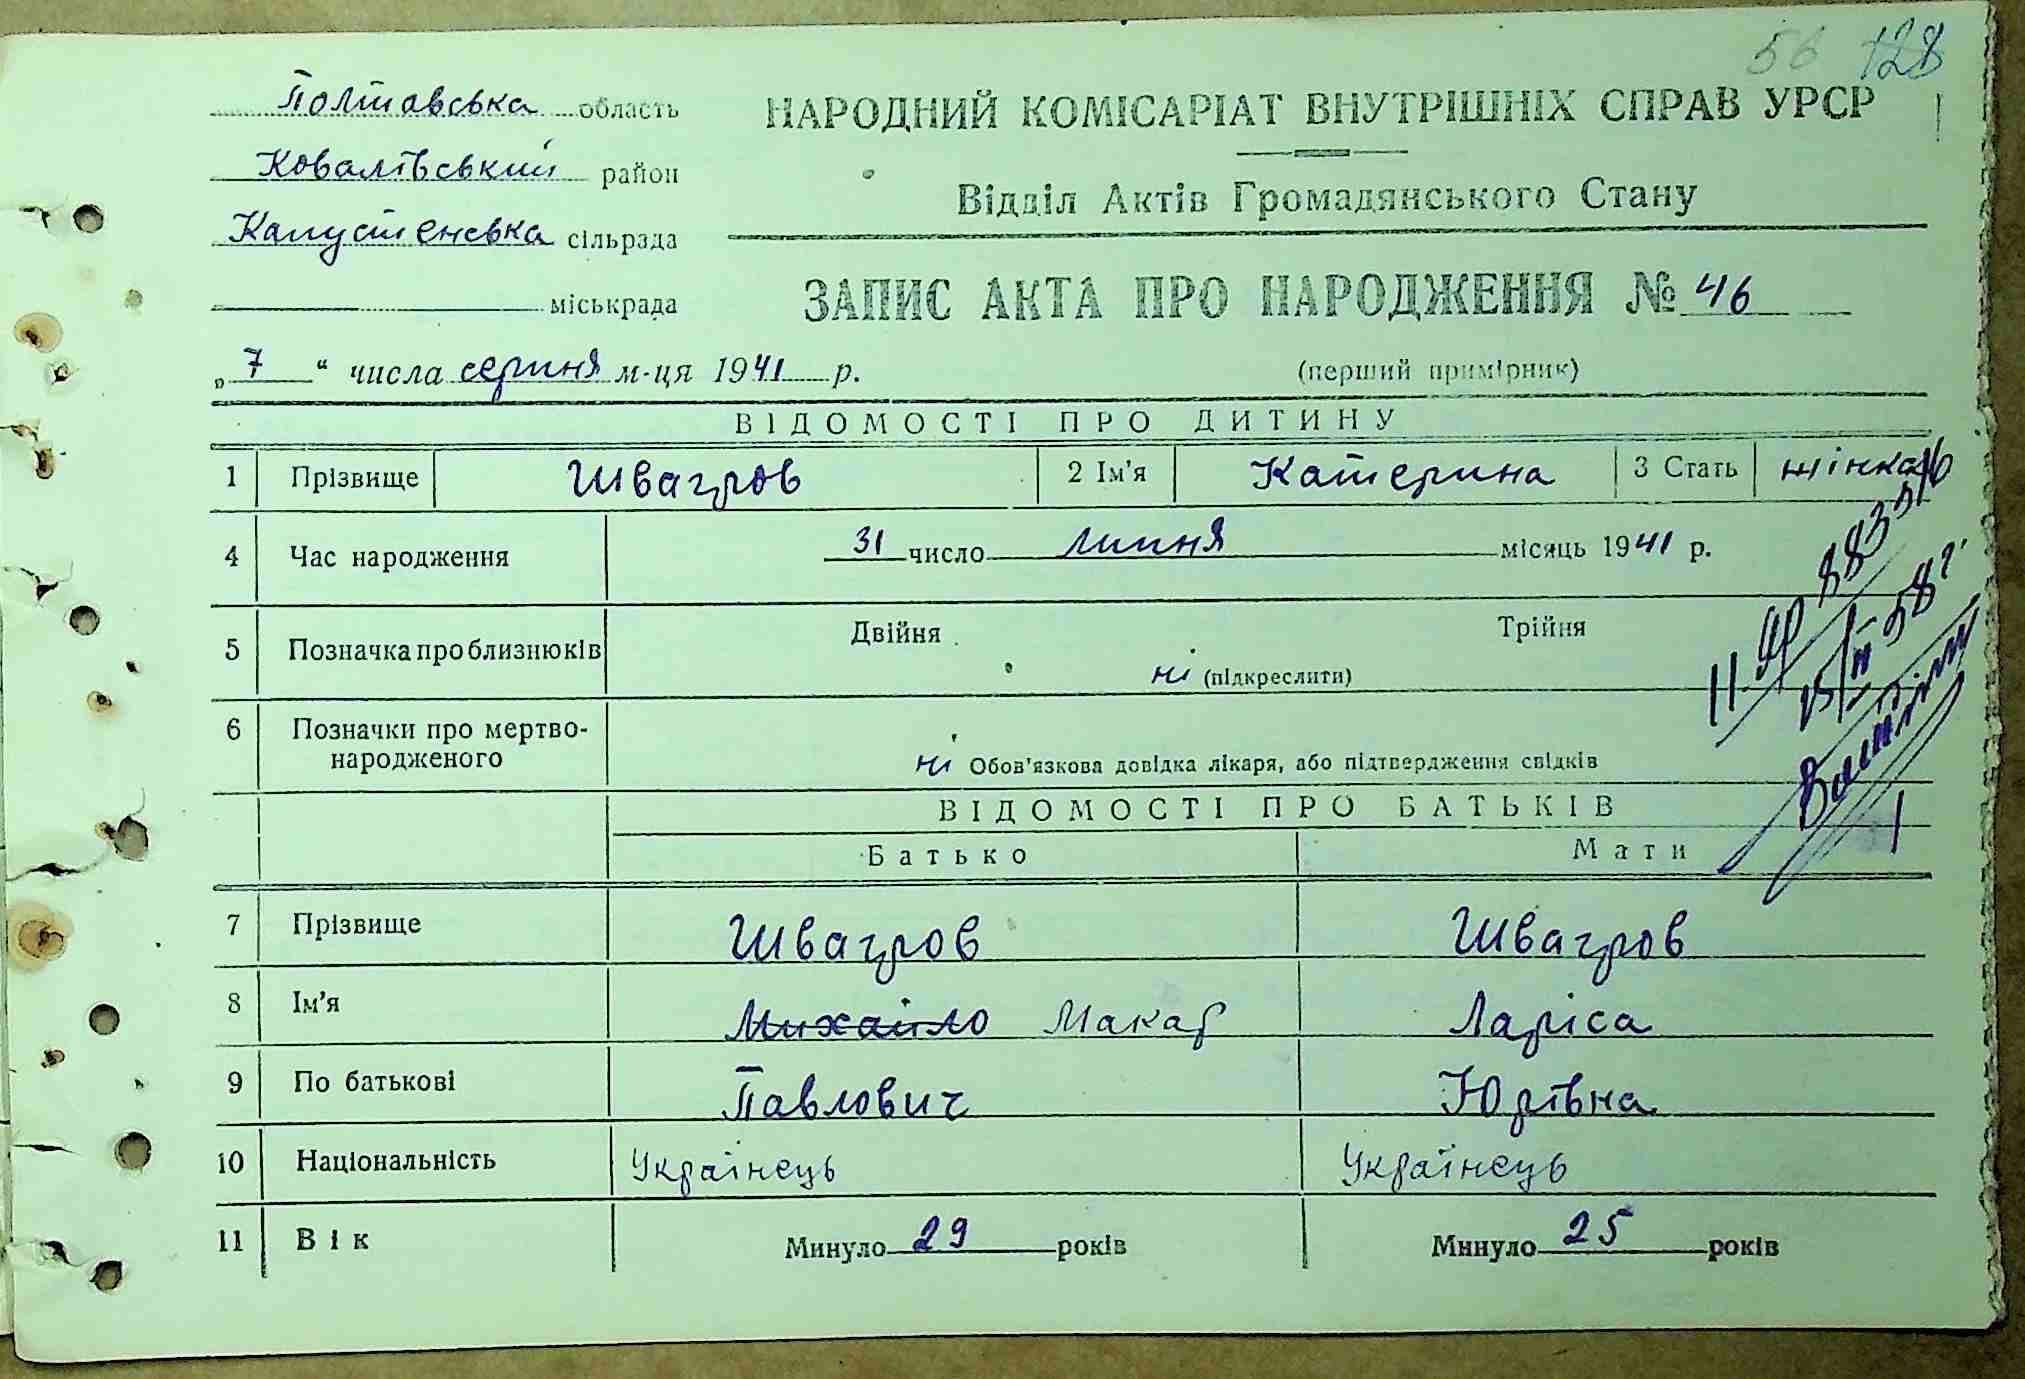 56 128
Полтавська область
Ковалівський район
Капустенська сільрада
міськрада
НАРОДНИЙ КОМІСАРІАТ ВНУТРІШНІХ СПРАВ УРСР
Відділ Актів Громадянського Стану
ЗАПИС АКТА ПРО НАРОДЖЕННЯ № 46
„ 7 “ числа серпня м-ця 1941 р.
(перший примірник)
ВІДОМОСТІ ПРО ДИТИНУ
1 Прізвище Швагров 2 Ім'я Катерина 3 Стать жінка
4 Час народження 31 число липня місяць 1941 р.
5 Позначка про близнюків Двійня Трійня
ні (підкреслити)
6 Позначки про мертво-
народженого
ні Обов'язкова довідка лікаря, або підтвердження свідків
ВІДОМОСТІ ПРО БАТЬКІВ
Батько Мати
7 Прізвище Швагров Швагров
8 Ім'я Михайло Макар Ларіса
9 По батькові Павлович Юрівна
10 Національність Українець Українець
11 Вік Минуло 29 років Минуло 25 років